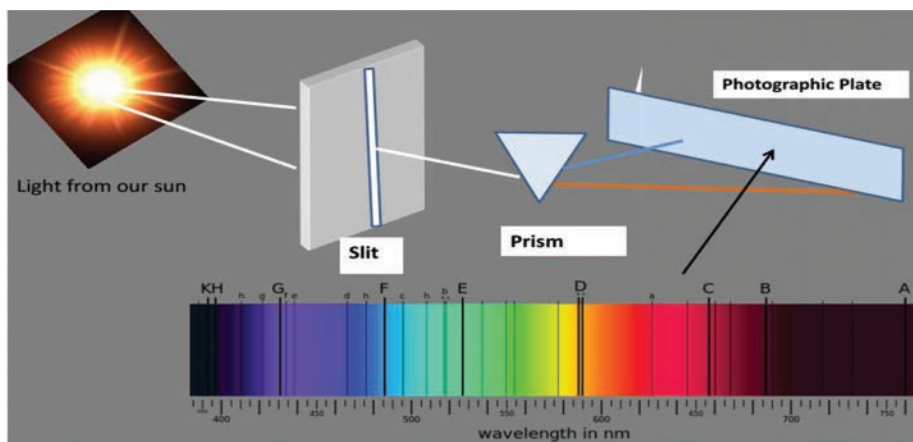 Photographic Plate
Light from our sun
Slit
Prism
KH G F E D C B A
h g f e d h c h b a
400 450 500 550 600 650 700 750
wavelength in nm